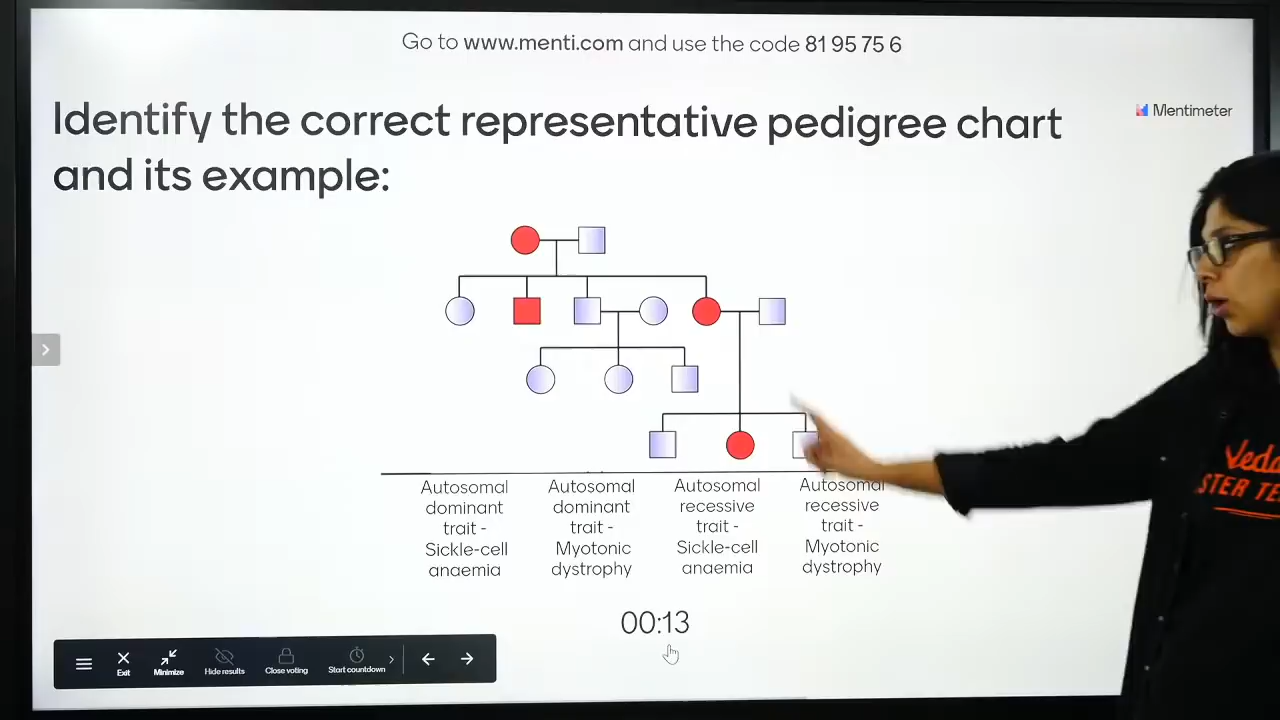 Go to www.menti.com and use the code 81 95 75 6
Mentimeter
Identify the correct representative pedigree chart
and its example:
Autosomal
dominant
trait -
Sickle-cell
anaemia
Autosomal
dominant
trait -
Myotonic
dystrophy
Autosomal
recessive
trait -
Sickle-cell
anaemia
Autosomal
recessive
trait -
Myotonic
dystrophy
00:13
Exit
Minimize
Hide results
Close voting
Start countdown